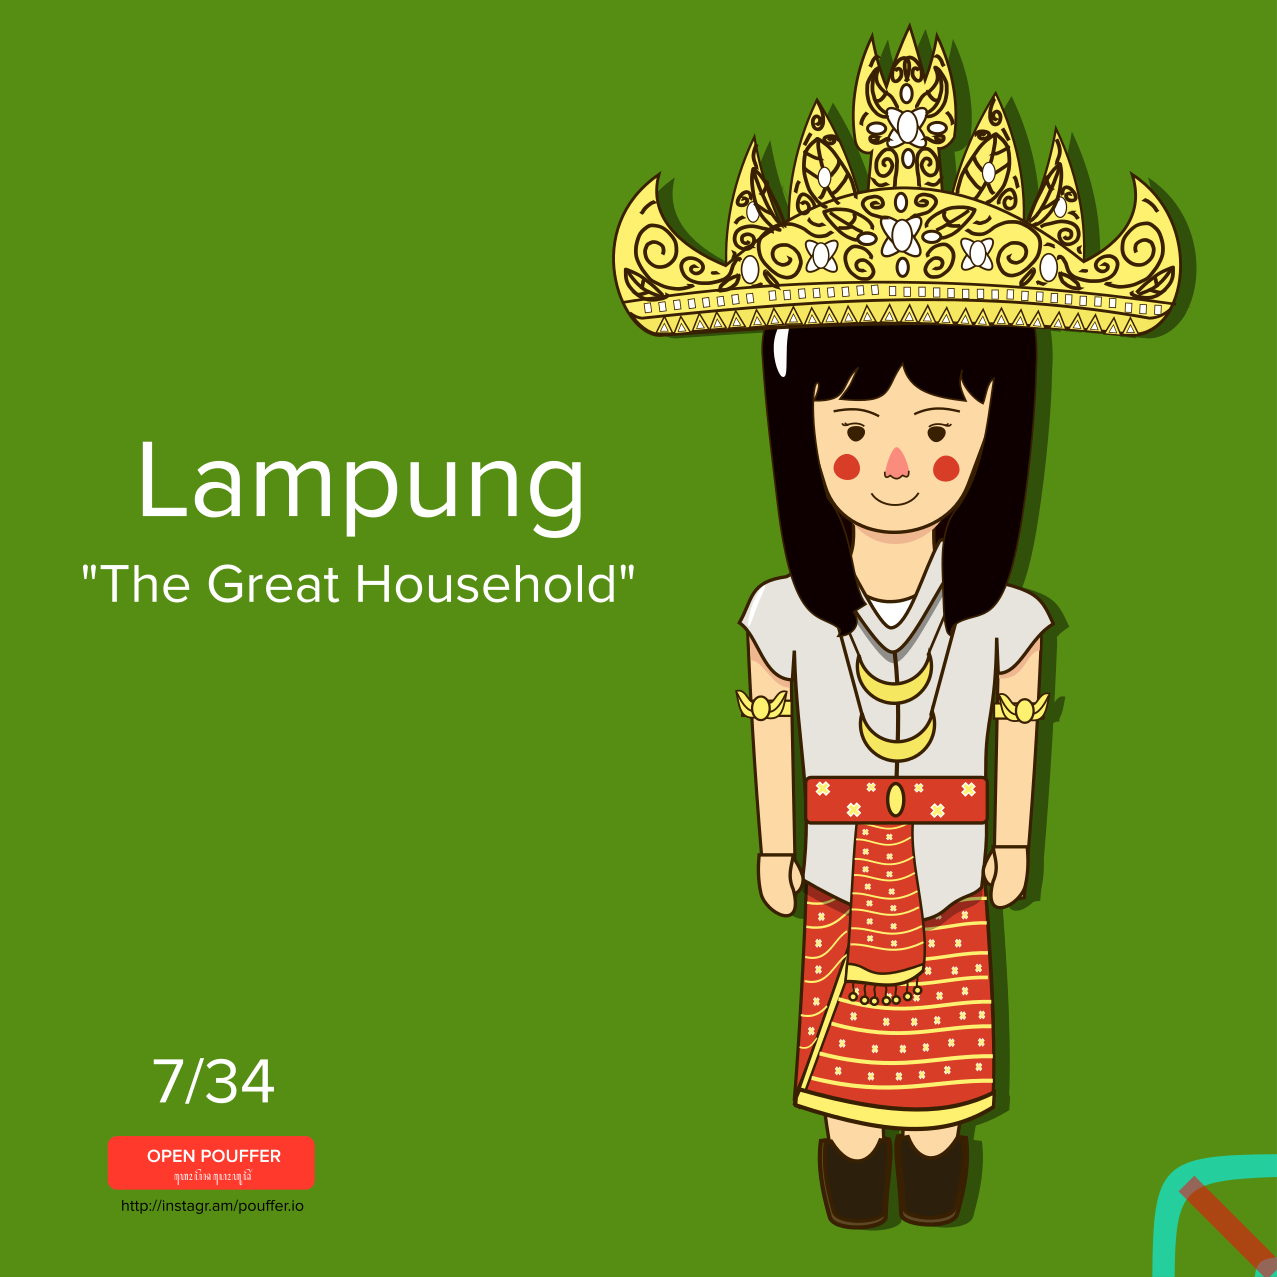 Lampung
"The Great Household"
7/34
OPEN POUFFER
http://instagr.am/pouffer.io